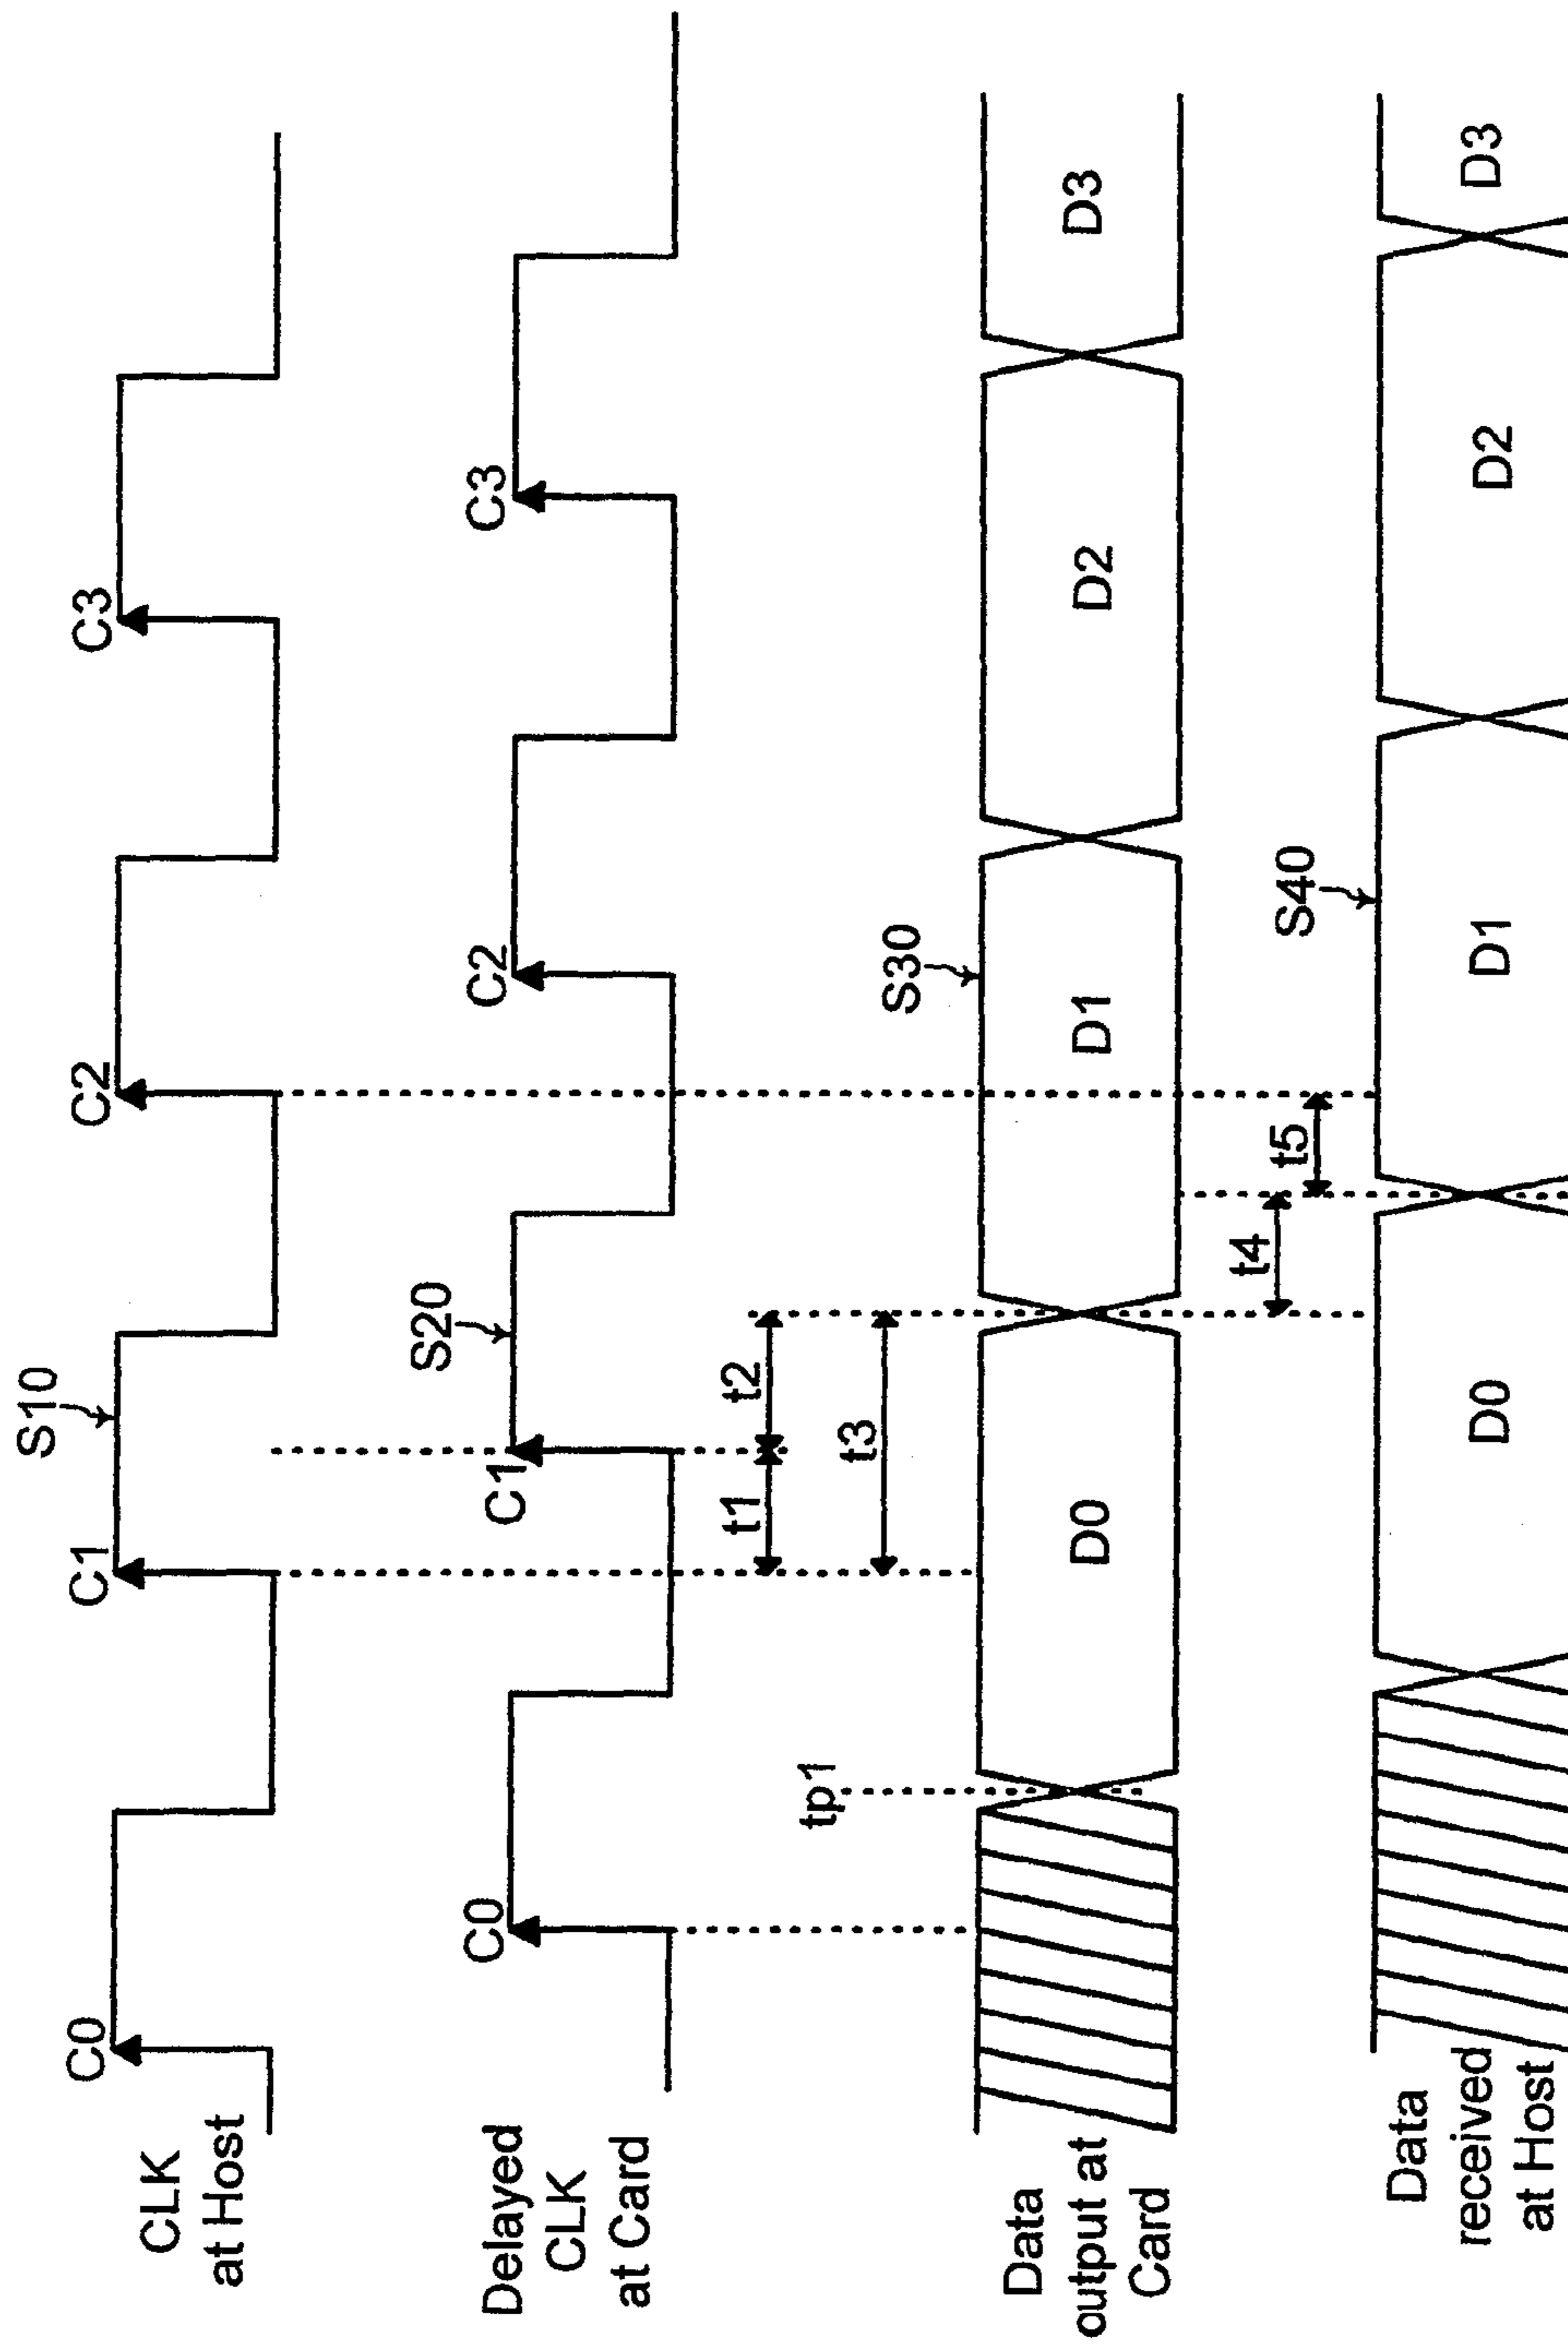 S10
C0
C1
C2
C3
CLK
at Host
S20
C0
C1
C2
C3
Delayed
CLK
at Card
t1
t2
t3
tp1
S30
D0
D1
D2
D3
Data
output at
Card
t4
t5
S40
D0
D1
D2
D3
Data
received
at Host